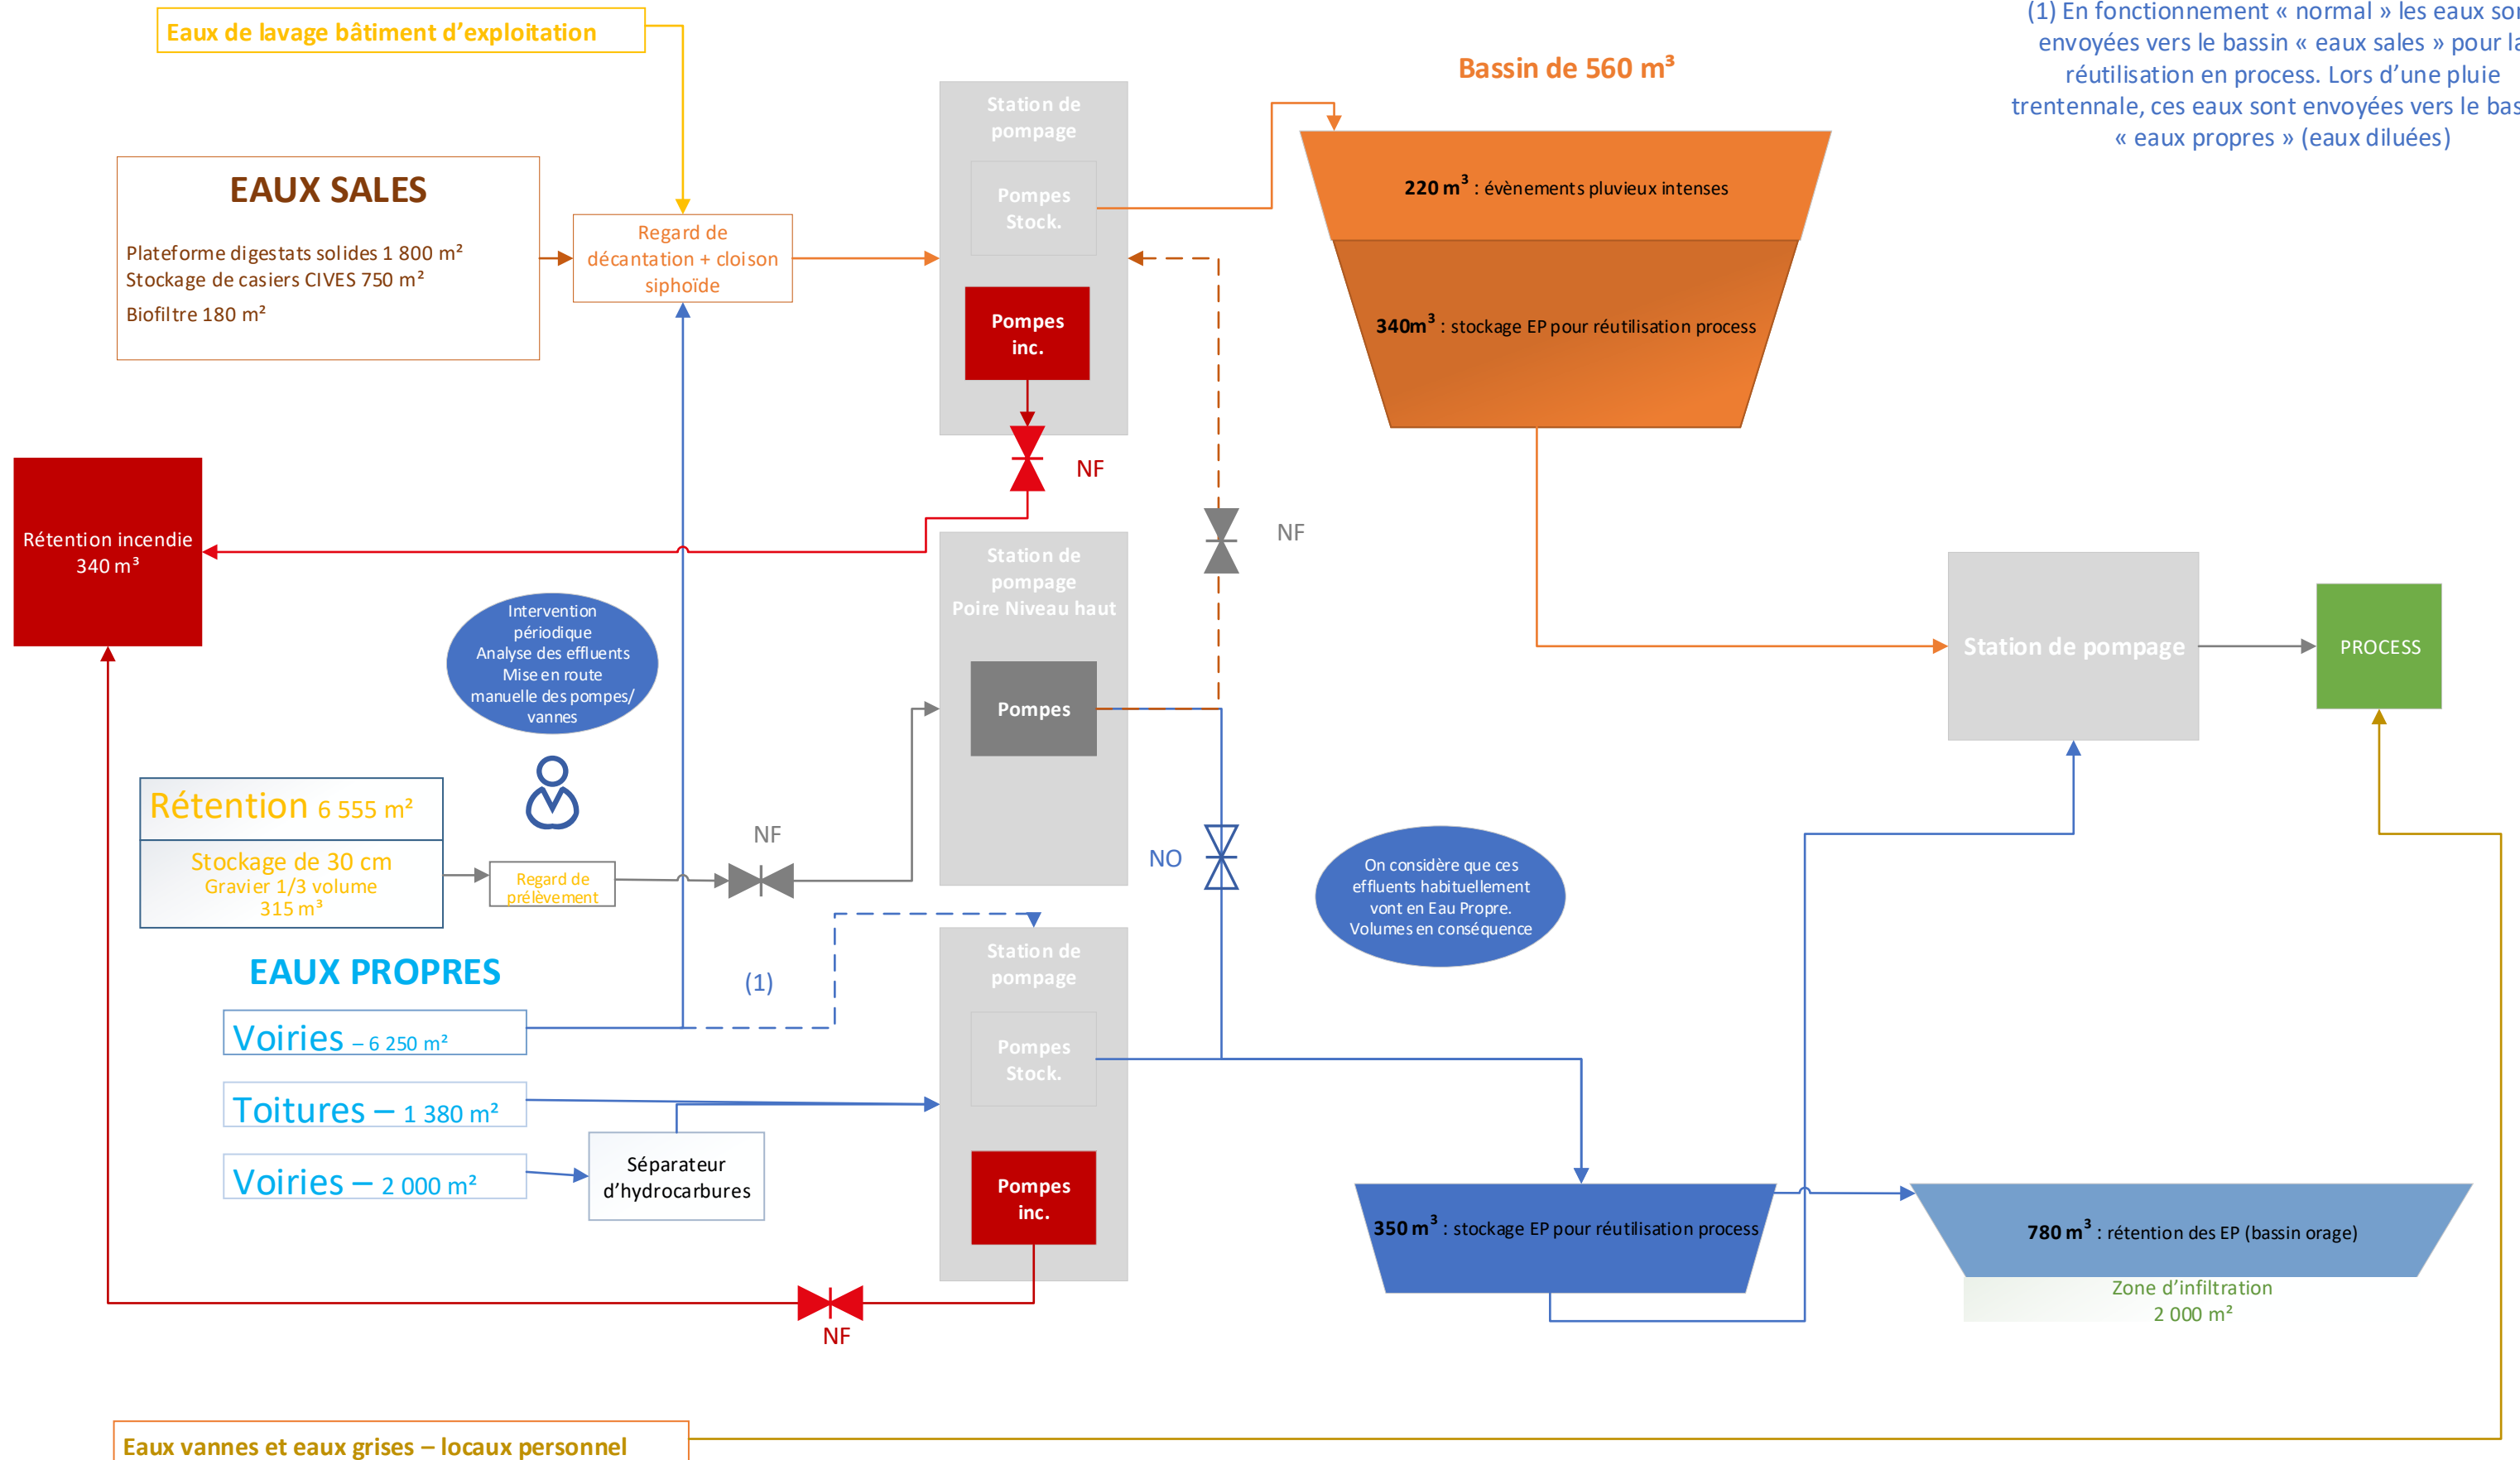 Eaux de lavage bâtiment d’exploitation
EAUX SALES
Plateforme digestats solides 1 800 m²
Stockage de casiers CIVES 750 m²
Biofiltre 180 m²
Regard de
décantation + cloison
siphoïde
Station de
pompage
Pompes
Stock.
Pompes
inc.
NF
Bassin de 560 m³
220 m³ : évènements pluvieux intenses
340m³ : stockage EP pour réutilisation process
(1) En fonctionnement « normal » les eaux
envoyées vers le bassin « eaux sales » pour
réutilisation en process. Lors d’une pluie
trentennale, ces eaux sont envoyées vers le
« eaux propres » (eaux diluées)
Rétention incendie
340 m³
Station de
pompage
Poire Niveau haut
Pompes
NF
Intervention
périodique
Analyse des effluents
Mise en route
manuelle des pompes/
vannes
Station de pompage
PROCESS
Rétention 6 555 m²
Stockage de 30 cm
Gravier 1/3 volume
315 m³
Regard de
prélèvement
NF
NO
On considère que ces
effluents habituellement
vont en Eau Propre.
Volumes en conséquence
EAUX PROPRES
(1)
Voiries – 6 250 m²
Toitures – 1 380 m²
Voiries – 2 000 m²
Séparateur
d’hydrocarbures
Station de
pompage
Pompes
Stock.
Pompes
inc.
NF
350 m³ : stockage EP pour réutilisation process
780 m³ : rétention des EP (bassin orage)
Zone d’infiltration
2 000 m²
Eaux vannes et eaux grises – locaux personnel